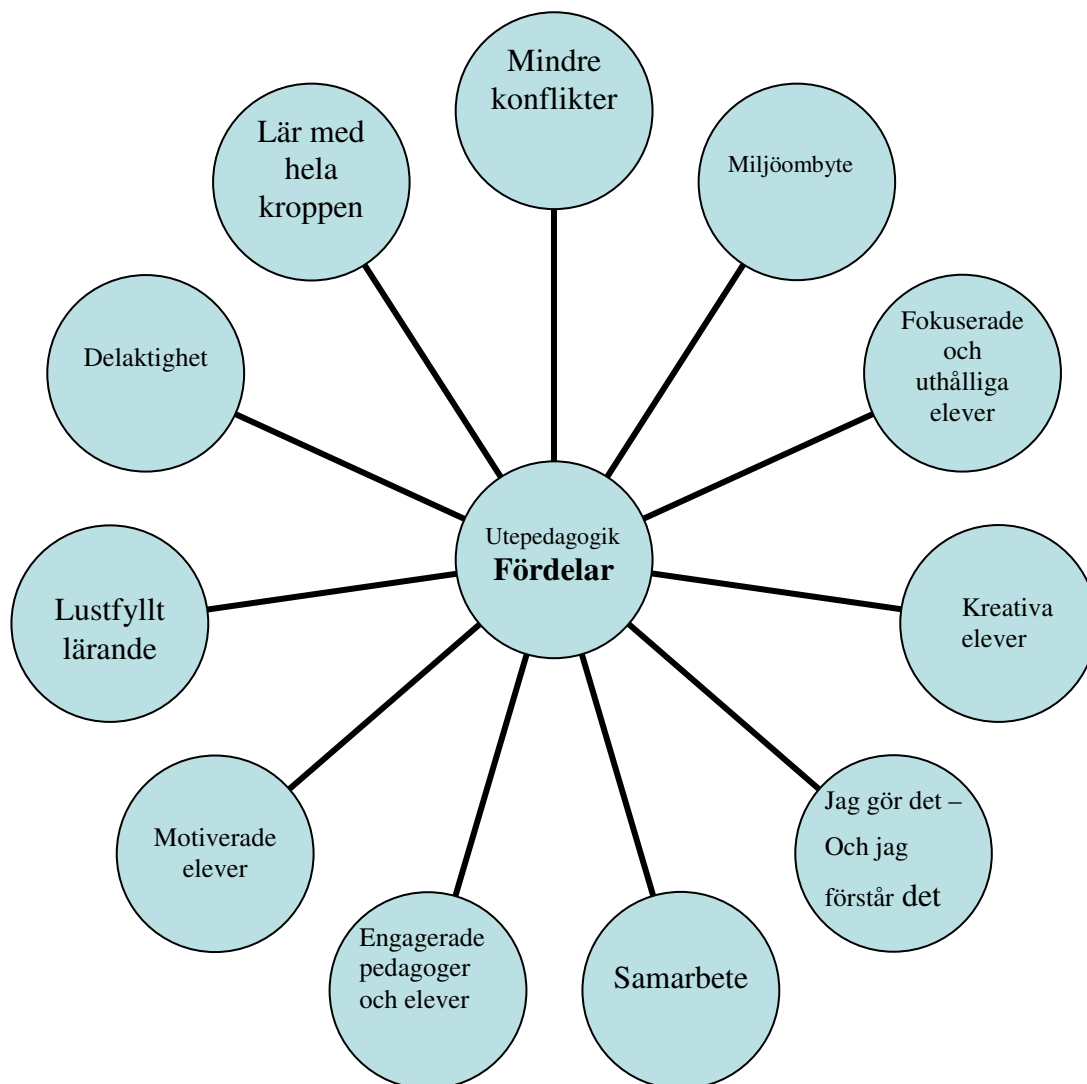 Mindre
konflikter
Miljöombyte
Fokuserade
och
uthålliga
elever
Kreativa
elever
Jag gör det –
Och jag
förstår det
Samarbete
Engagerade
pedagoger
och elever
Motiverade
elever
Lustfyllt
lärande
Delaktighet
Lär med
hela
kroppen
Utepedagogik
Fördelar